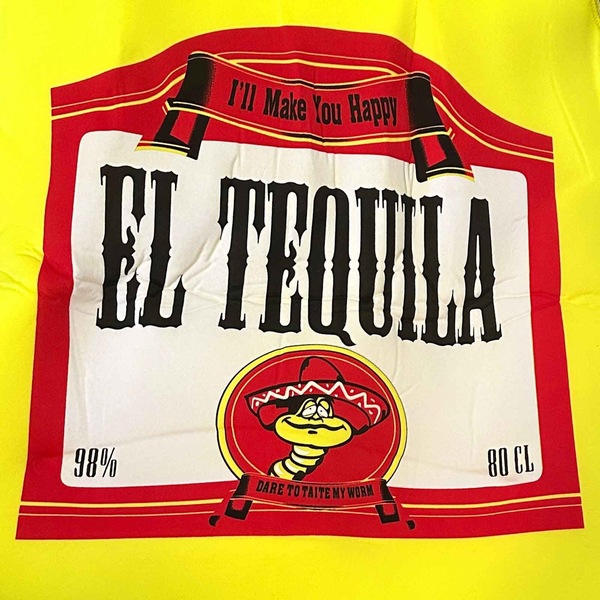 I'll Make You Happy
EL TEQUILA
98%
80 CL
DARE TO TAITE MY WORM